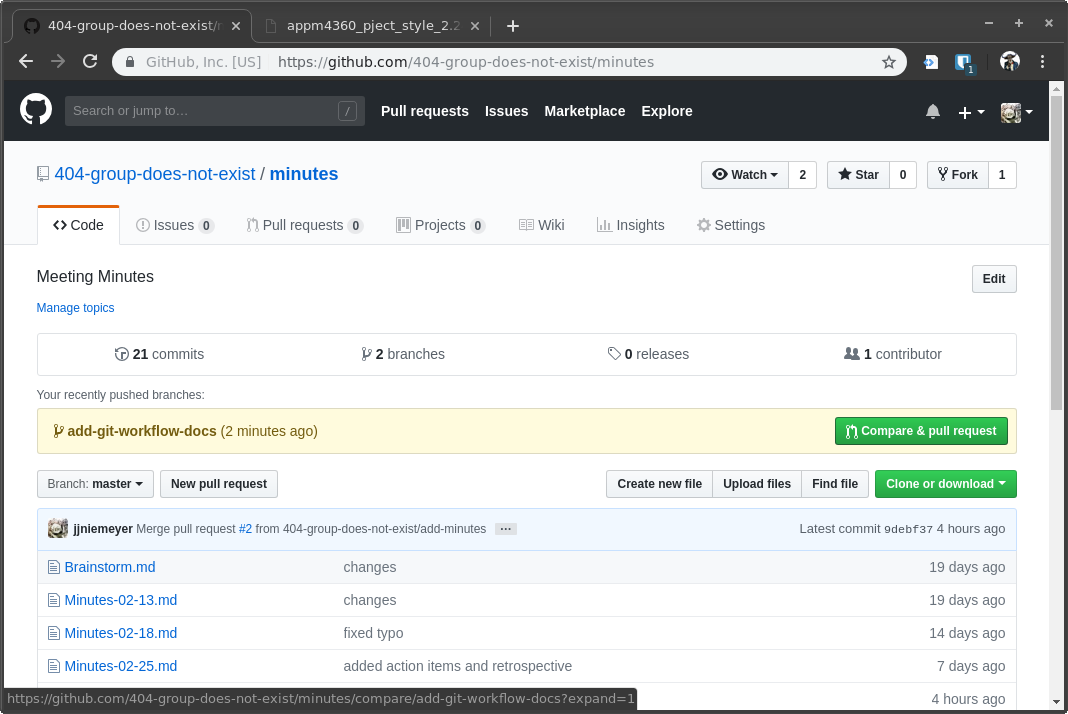 404-group-does-not-exist/
appm4360_pject_style_2.2
GitHub, Inc. [US] https://github.com/404-group-does-not-exist/minutes
1
Search or jump to…
/
Pull requests Issues Marketplace Explore
404-group-does-not-exist / minutes
Watch 2 Star 0 Fork 1
Code Issues 0 Pull requests 0 Projects 0 Wiki Insights Settings
Meeting Minutes
Edit
Manage topics
21 commits 2 branches 0 releases 1 contributor
Your recently pushed branches:
add-git-workflow-docs (2 minutes ago) Compare & pull request
Branch: master New pull request Create new file Upload files Find file Clone or download
jjniemeyer Merge pull request #2 from 404-group-does-not-exist/add-minutes … Latest commit 9debf37 4 hours ago
Brainstorm.md changes 19 days ago
Minutes-02-13.md changes 19 days ago
Minutes-02-18.md fixed typo 14 days ago
Minutes-02-25.md added action items and retrospective 7 days ago
4 hours ago
https://github.com/404-group-does-not-exist/minutes/compare/add-git-workflow-docs?expand=1